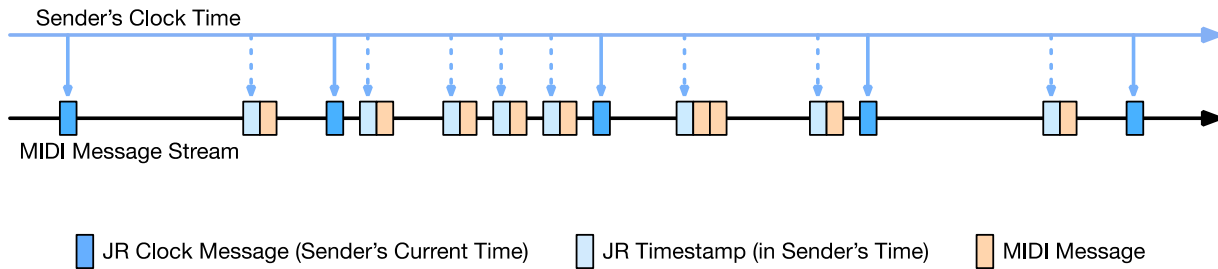 Sender’s Clock Time
MIDI Message Stream
JR Clock Message (Sender’s Current Time) JR Timestamp (in Sender’s Time) MIDI Message